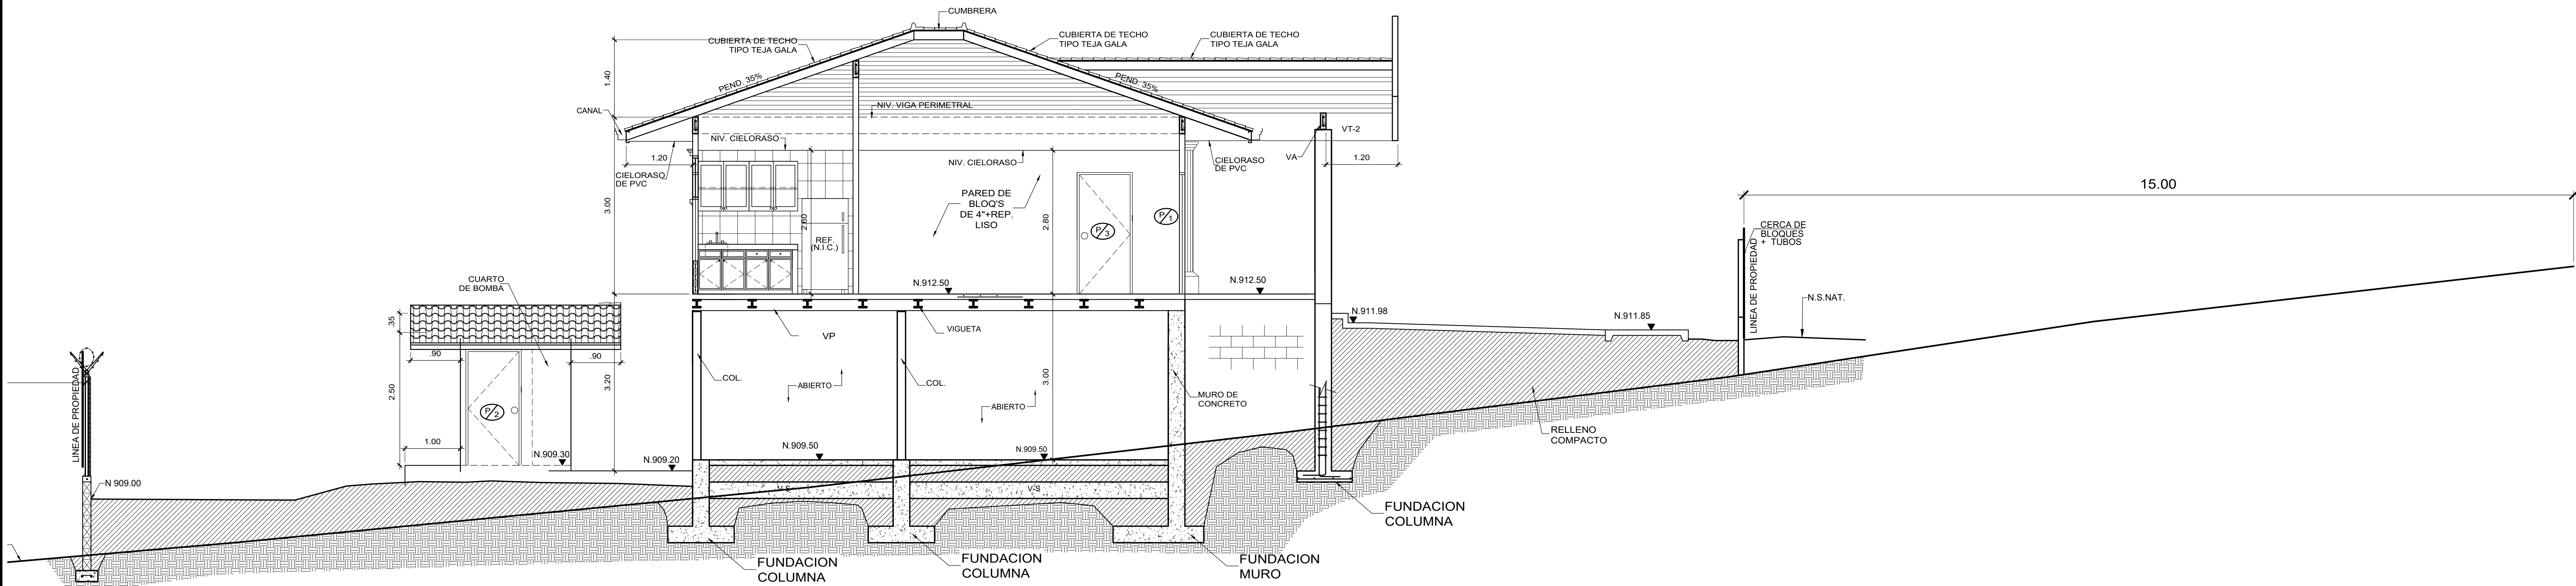 CUMBRERA
CUBIERTA DE TECHO
TIPO TEJA GALA
CUBIERTA DE TECHO
TIPO TEJA GALA
CUBIERTA DE TECHO
TIPO TEJA GALA
1.40
PEND. 35%
PEND. 35%
CANAL
NIV. VIGA PERIMETRAL
VT-2
NIV. CIELORASO
NIV. CIELORASO
1.20
VA
1.20
CIELORASO
DE PVC
CIELORASO
DE PVC
15.00
3.00
PARED DE
BLOQ'S
DE 4"+REP.
LISO
2.60
2.80
P/1
P/3
REF.
(N.I.C.)
CERCA DE
BLOQUES
+ TUBOS
LINEA DE PROPIEDAD
CUARTO
DE BOMBA
N.912.50
N.912.50
N.S.NAT.
N.911.98
N.911.85
.35
VIGUETA
VP
.90
.90
3.20
2.50
COL.
ABIERTO
COL.
3.00
ABIERTO
MURO DE
CONCRETO
LINEA DE PROPIEDAD
P/2
RELLENO
COMPACTO
1.00
N.909.30
N.909.20
N.909.50
N.909.50
N 909.00
V-S
V-S
FUNDACION
COLUMNA
FUNDACION
COLUMNA
FUNDACION
COLUMNA
FUNDACION
MURO